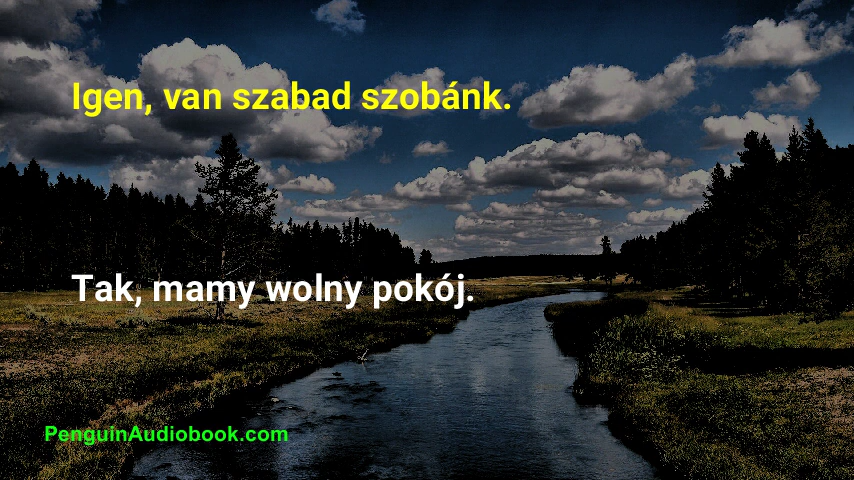 Igen, van szabad szobánk.
Tak, mamy wolny pokój.
PenguinAudiobook.com